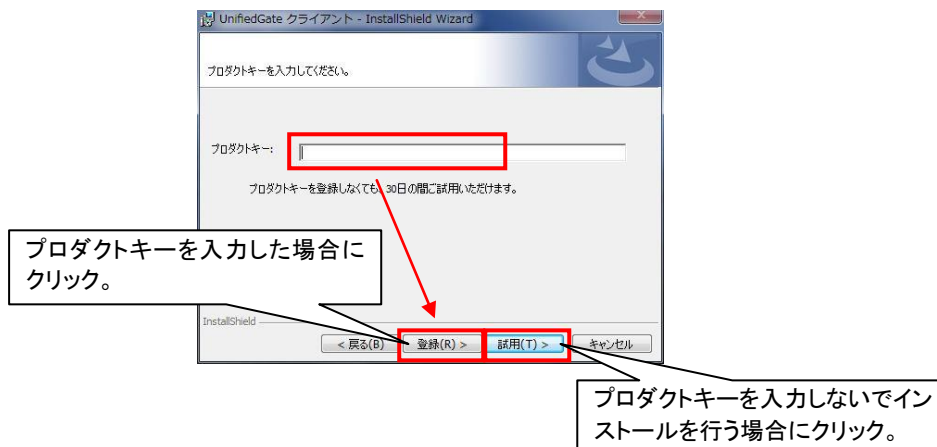 UnifiedGate クライアント - InstallShield Wizard
プロダクトキーを入力してください。
プロダクトキー:
プロダクトキーを登録しなくても、30日の間ご試用いただけます。
プロダクトキーを入力した場合に
クリック。
InstallShield
< 戻る(B)
登録(R) >
試用(T) >
キャンセル
プロダクトキーを入力しないでイン
ストールを行う場合にクリック。